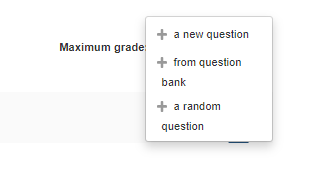 Maximum grade:
a new question
from question
bank
a random
question